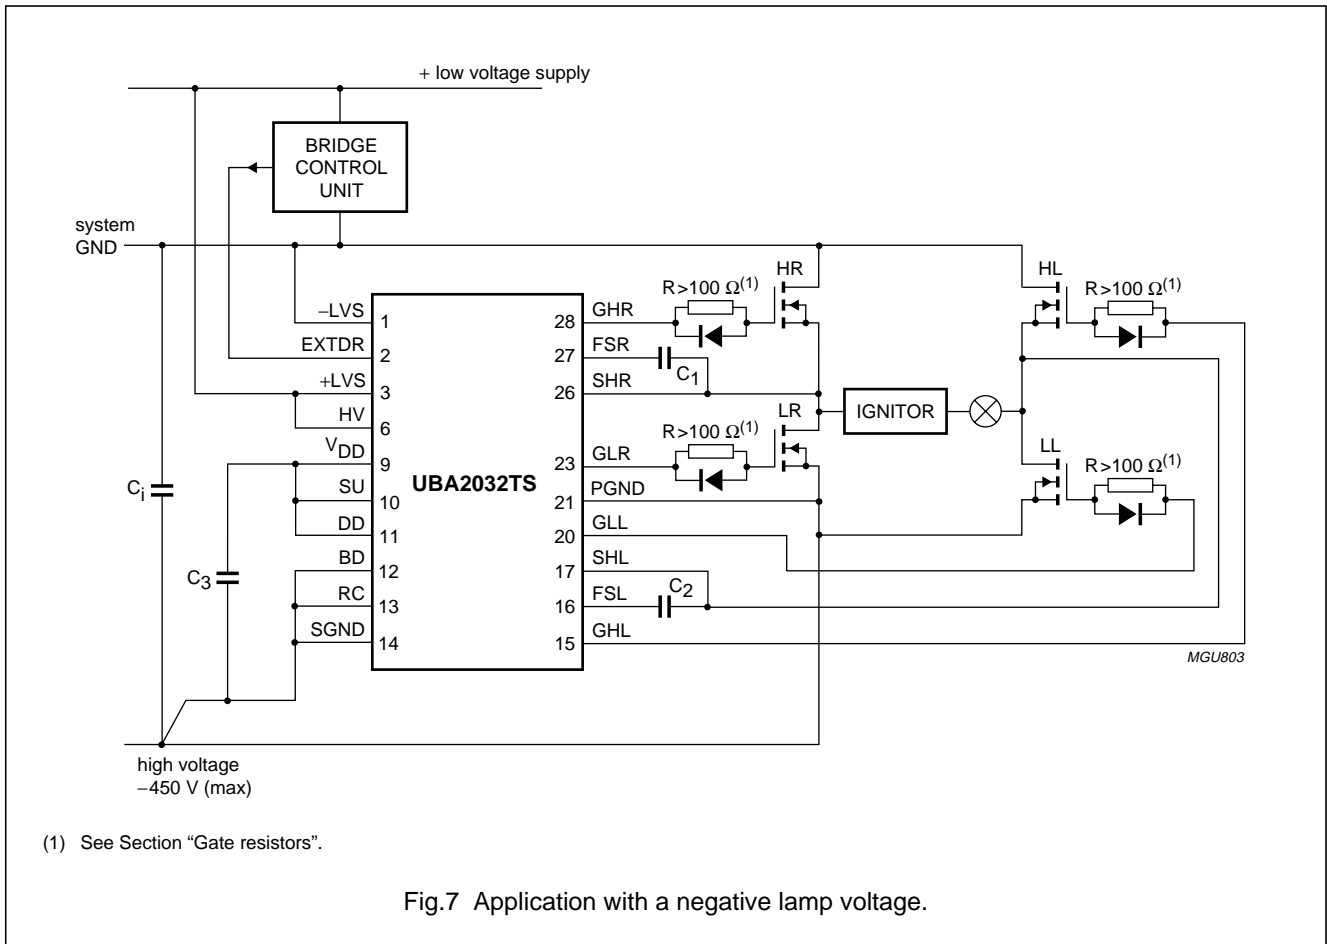 + low voltage supply
BRIDGE
CONTROL
UNIT
system
GND
HR
HL
R>100 Ω(1)
R>100 Ω(1)
−LVS
1
28
GHR
EXTDR
2
27
FSR
C1
+LVS
3
26
SHR
HV
6
LR
IGNITOR
LL
R>100 Ω(1)
R>100 Ω(1)
VDD
9
23
GLR
UBA2032TS
Ci
SU
10
21
PGND
DD
11
20
GLL
C3
BD
12
17
SHL
C2
RC
13
16
FSL
SGND
14
15
GHL
MGU803
high voltage
−450 V (max)
(1) See Section “Gate resistors”.
Fig.7 Application with a negative lamp voltage.